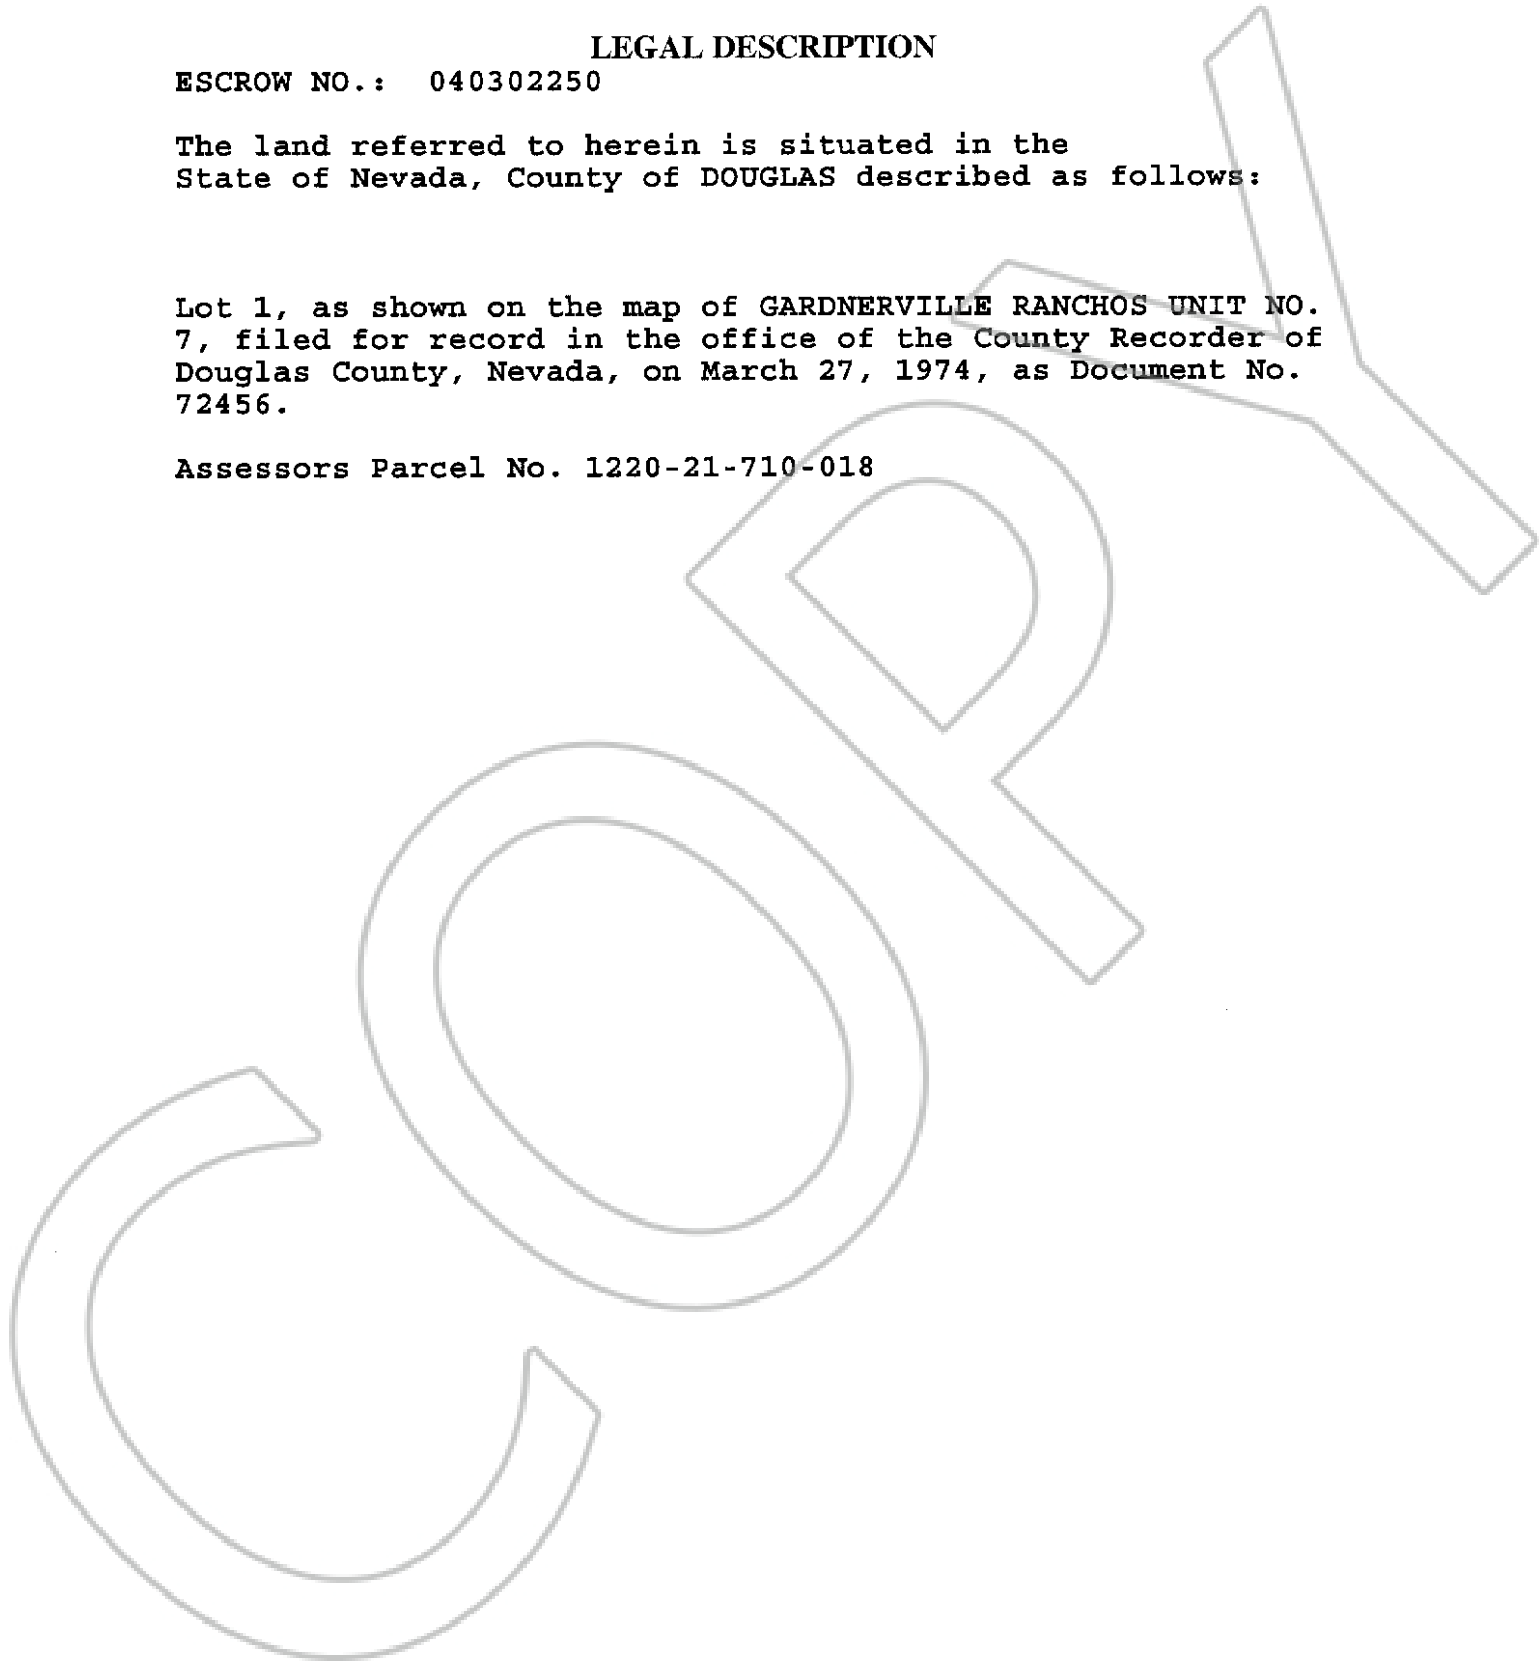 LEGAL DESCRIPTION
ESCROW NO.: 040302250
The land referred to herein is situated in the
State of Nevada, County of DOUGLAS described as follows:
Lot 1, as shown on the map of GARDNERVILLE RANCHOS UNIT NO.
7, filed for record in the office of the County Recorder of
Douglas County, Nevada, on March 27, 1974, as Document No.
72456.
Assessors Parcel No. 1220-21-710-018
COPY